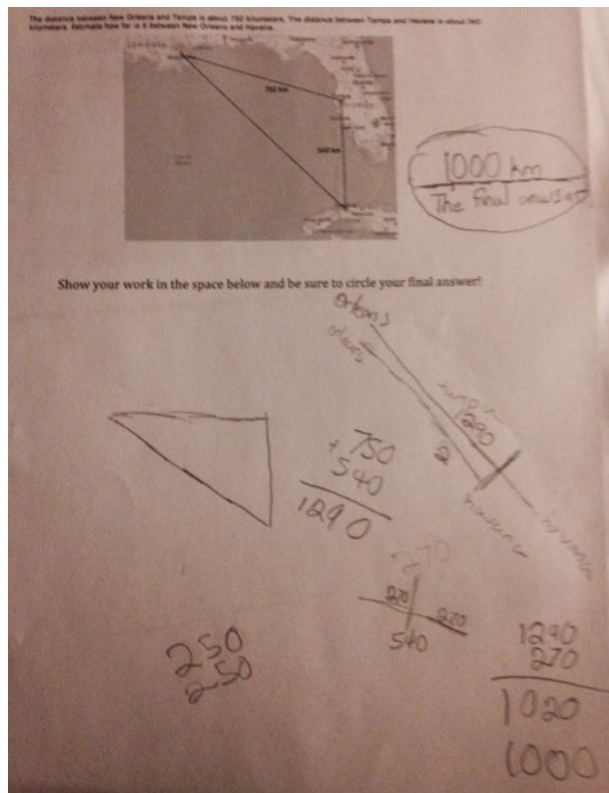 The distance between New Orleans and Tampa is about 750 kilometers. The distance between Tampa and Havana is about 540
kilometers. Estimate how far is it between New Orleans and Havana.
750 km
540 km
1000 km
The final answer
Show your work in the space below and be sure to circle your final answer!
Orleans
1290
2
750
+ 540
1290
havana
havana
270
270
540
250
250
1290
270
1020
1000